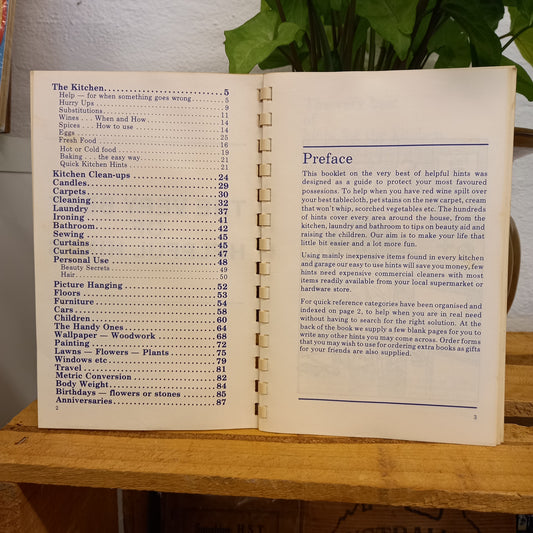 The Kitchen 5
Help — for when something goes wrong 5
Hurry Ups 9
Substitutions 11
Wines . . . When and How 14
Spices . . . How to use 14
Eggs 25
Fresh Food 16
Hot or Cold food 19
Baking . . . the easy way 21
Quick Kitchen Hints 21
Kitchen Clean-ups 24
Candles 29
Carpets 30
Cleaning 32
Laundry 37
Ironing 41
Bathroom 42
Sewing 45
Curtains 45
Curtains 47
Personal Use 48
Beauty Secrets 49
Hair 50
Picture Hanging 52
Floors 53
Furniture 54
Cars 58
Children 60
The Handy Ones 64
Wallpaper — Woodwork 68
Painting 72
Lawns — Flowers — Plants 75
Windows etc 79
Travel 81
Metric Conversion 82
Body Weight 84
Birthdays — flowers or stones 85
Anniversaries 87
2
Preface
This booklet on the very best of helpful hints was
designed as a guide to protect your most favoured
possesions. To help when you have red wine spilt over
your best tablecloth, pet stains on the new carpet, cream
that won't whip, scorched vegetables etc. The hundreds
of hints cover every area around the house, from the
kitchen, laundry and bathroom to tips on beauty aid and
raising the children. Our aim is to make your life that
little bit easier and a lot more fun.
Using mainly inexpensive items found in every kitchen
and garage our easy to use hints will save you money, few
hints need expensive commercial cleaners with most
items readily available from your local supermarket or
hardware store.
For quick reference categories have been organised and
indexed on page 2, to help when you are in real need
without having to search for the right solution. At the
back of the book we supply a few blank pages for you to
write any other hints you may come across. Order forms
that you may wish to use for ordering extra books as gifts
for your friends are also supplied.
3